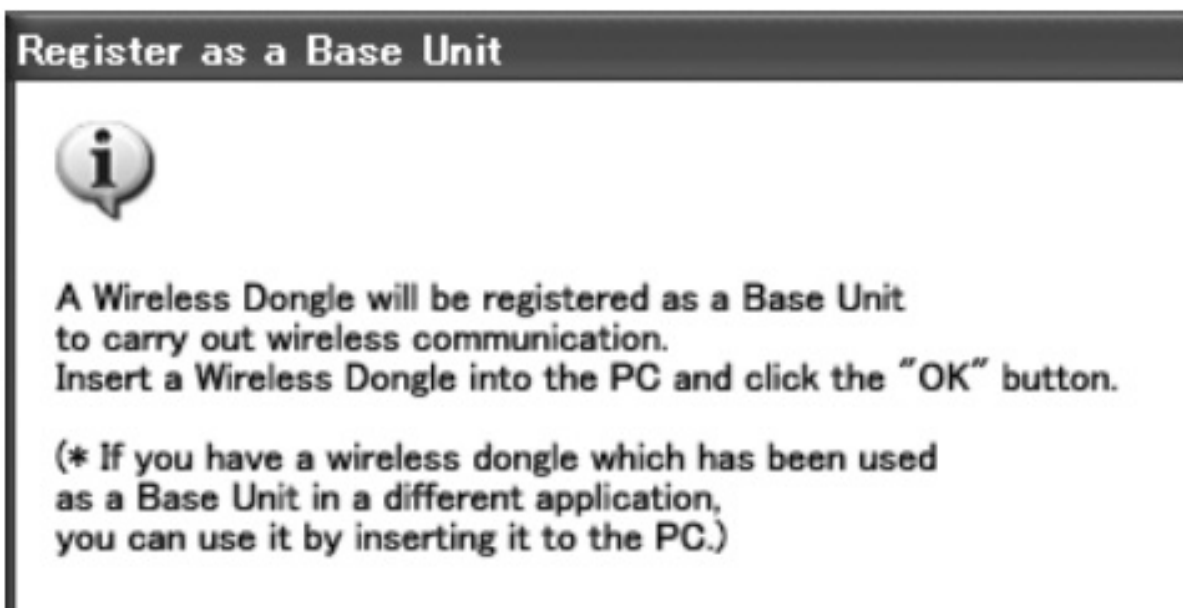 Register as a Base Unit
A Wireless Dongle will be registered as a Base Unit
to carry out wireless communication.
Insert a Wireless Dongle into the PC and click the "OK" button.
(* If you have a wireless dongle which has been used
as a Base Unit in a different application,
you can use it by inserting it to the PC.)